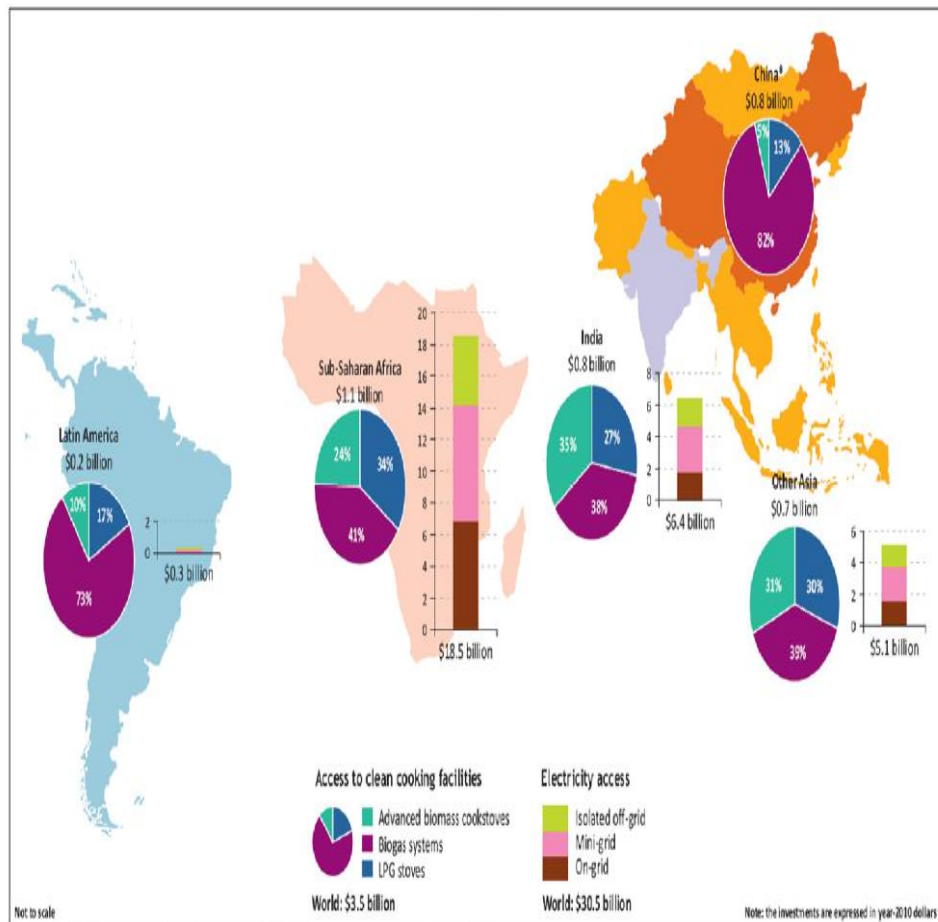 China*
$0.8 billion
5%
13%
82%
20
18
16
14
12
10
8
6
4
2
0
$18.5 billion
Sub-Saharan Africa
$1.1 billion
24%
34%
41%
India
$0.8 billion
35%
27%
38%
8
6
4
2
0
$6.4 billion
Latin America
$0.2 billion
10%
17%
73%
2
0
$0.3 billion
Other Asia
$0.7 billion
31%
30%
39%
6
4
2
0
$5.1 billion
Access to clean cooking facilities
Advanced biomass cookstoves
Biogas systems
LPG stoves
World: $3.5 billion
Electricity access
Isolated off-grid
Mini-grid
On-grid
World: $30.5 billion
Not to scale
Note: the investments are expressed in year-2010 dollars